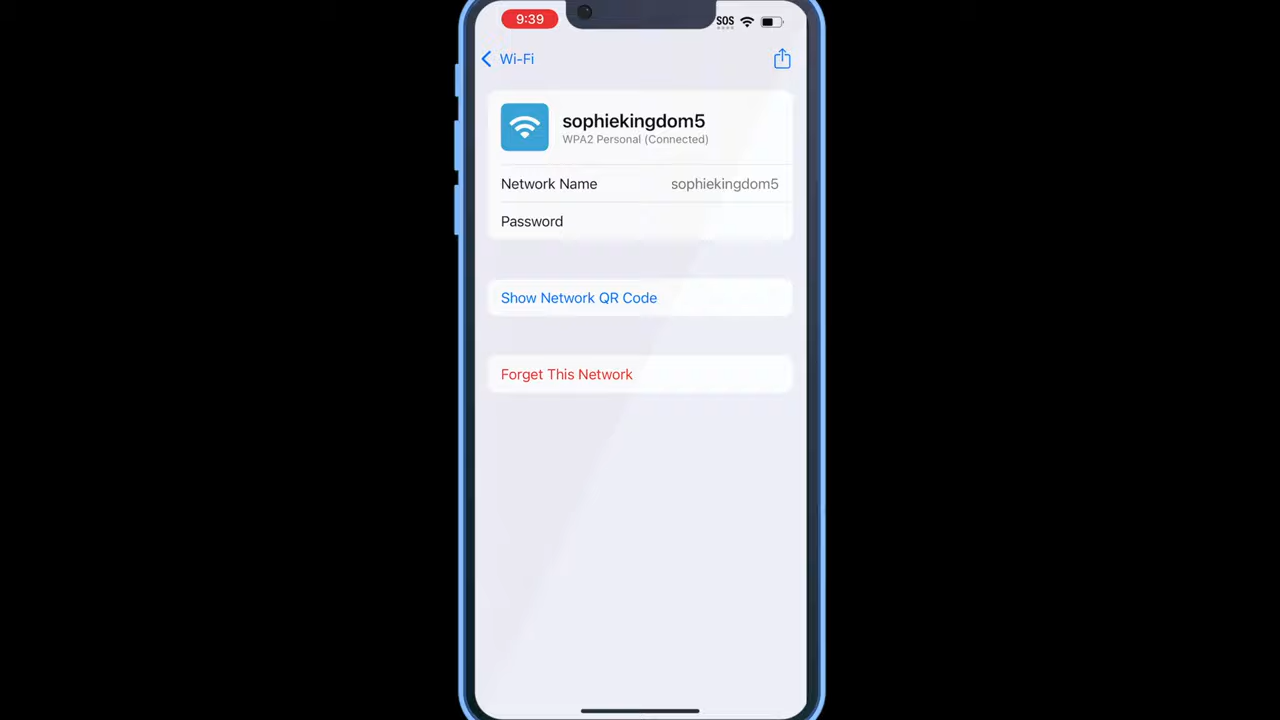 9:39
SOS
Wi-Fi
sophiekingdom5
WPA2 Personal (Connected)
Network Name sophiekingdom5
Password
Show Network QR Code
Forget This Network